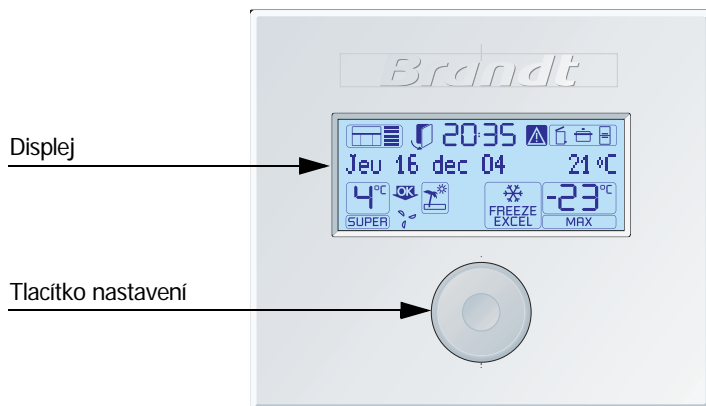 Brandt
Displej
20:35
Jeu 16 dec 04 21 °C
4°C OK -23°C
FREEZE
SUPER EXCEL MAX
Tlacítko nastavení